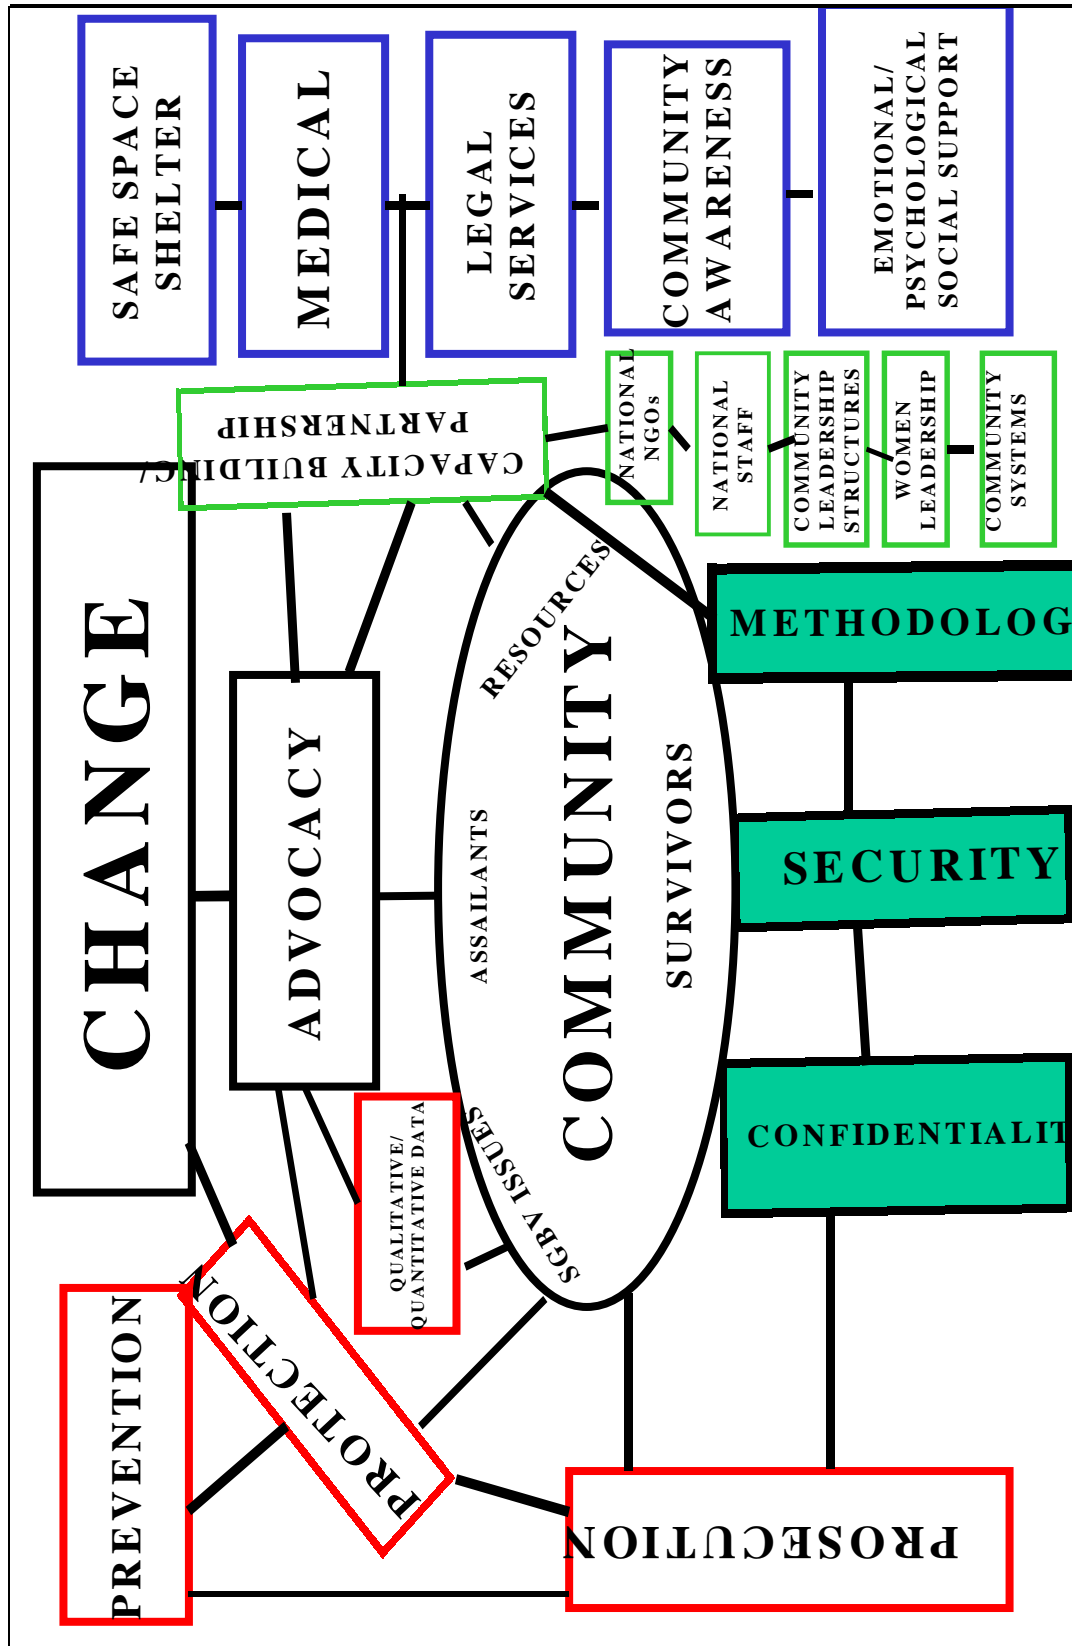 SAFE SPACE
SHELTER
MEDICAL
LEGAL
SERVICES
COMMUNITY
AWARENESS
EMOTIONAL/
PSYCHOLOGICAL
SOCIAL SUPPORT
CAPACITY BUILDING/
PARTNERSHIP
NATIONAL
NGOs
NATIONAL
STAFF
COMMUNITY
LEADERSHIP
STRUCTURES
WOMEN
LEADERSHIP
COMMUNITY
SYSTEMS
CHANGE
ADVOCACY
RESOURCES
ASSAILANTS
COMMUNITY
SURVIVORS
SGBV ISSUES
METHODOLOG
SECURITY
CONFIDENTIALIT
QUALITATIVE/
QUANTITATIVE DATA
PREVENTION
PROTECTION
PROSECUTION